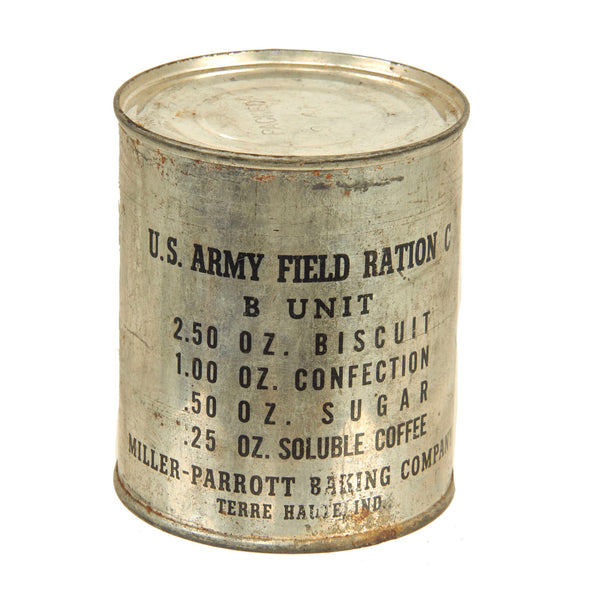 PACKED
U.S. ARMY FIELD RATION C
B UNIT
2.50 OZ. BISCUIT
1.00 OZ. CONFECTION
.50 OZ. SUGAR
.25 OZ. SOLUBLE COFFEE
MILLER-PARROTT BAKING COMPANY
TERRE HAUTE, IND.